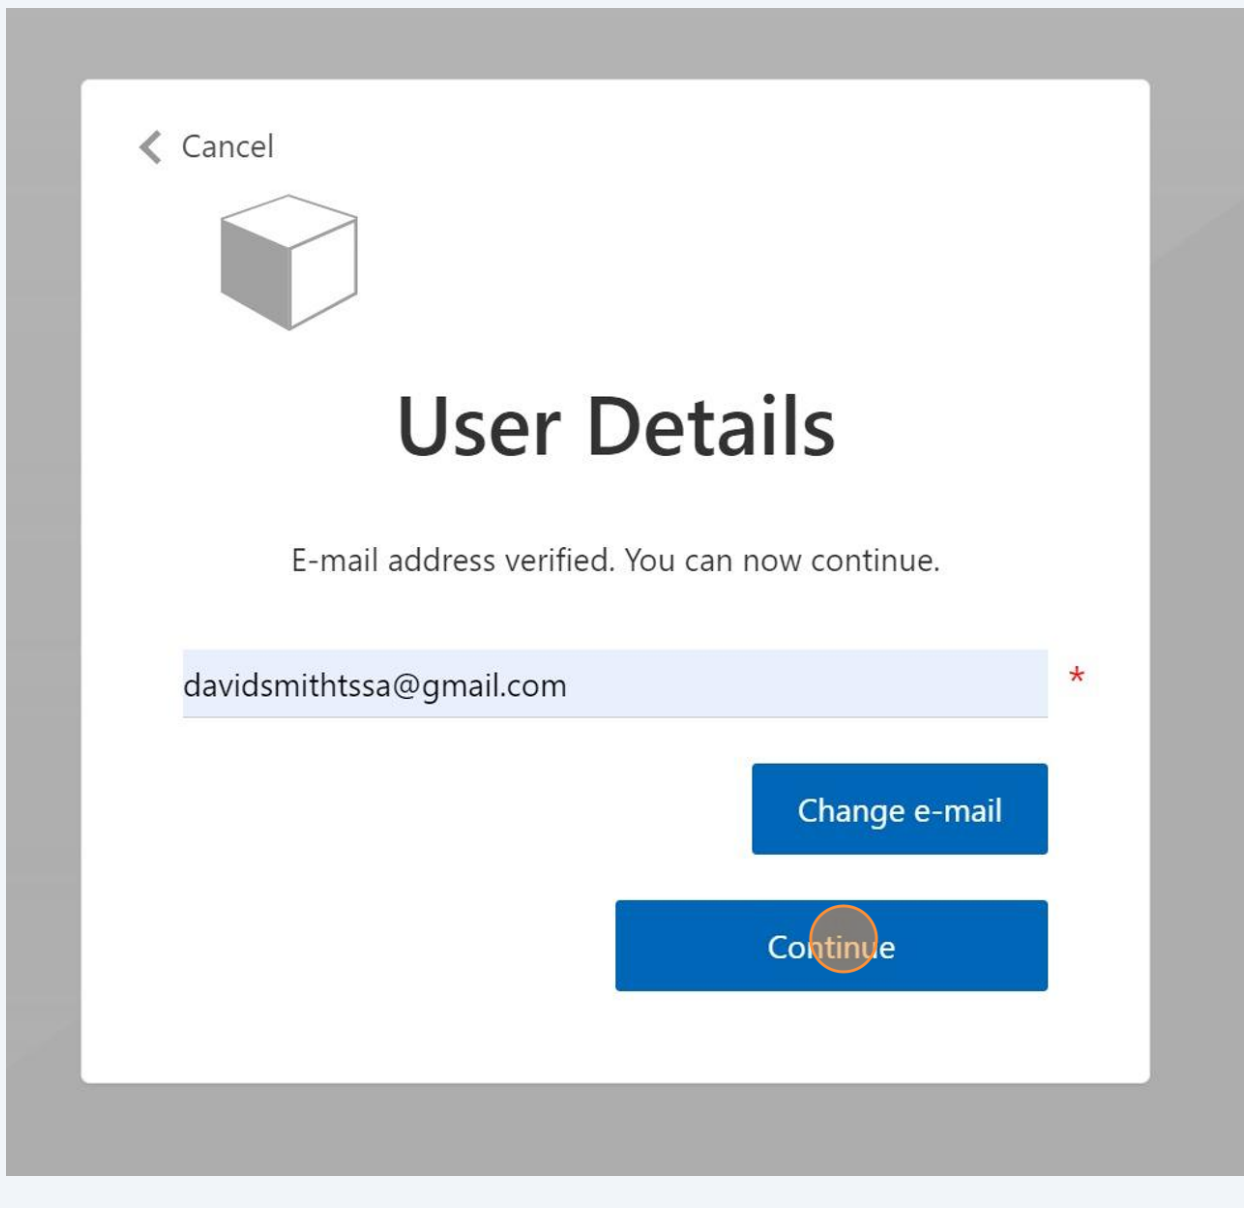 Cancel
User Details
E-mail address verified. You can now continue.
davidsmithtssa@gmail.com *
Change e-mail
Continue